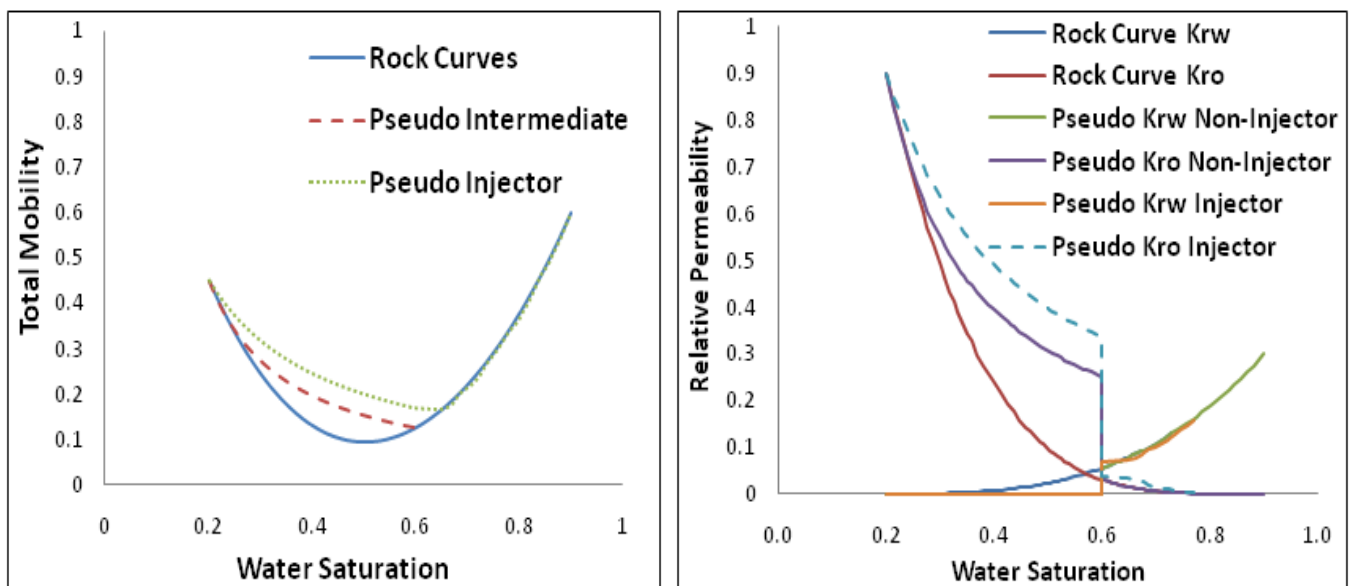 1
0.9
0.8
0.7
0.6
0.5
0.4
0.3
0.2
0.1
0
Total Mobility
Rock Curves
Pseudo Intermediate
Pseudo Injector
0 0.2 0.4 0.6 0.8 1
Water Saturation
1
0.9
0.8
0.7
0.6
0.5
0.4
0.3
0.2
0.1
0
Relative Permeability
Rock Curve Krw
Rock Curve Kro
Pseudo Krw Non-Injector
Pseudo Kro Non-Injector
Pseudo Krw Injector
Pseudo Kro Injector
0.0 0.2 0.4 0.6 0.8 1.0
Water Saturation